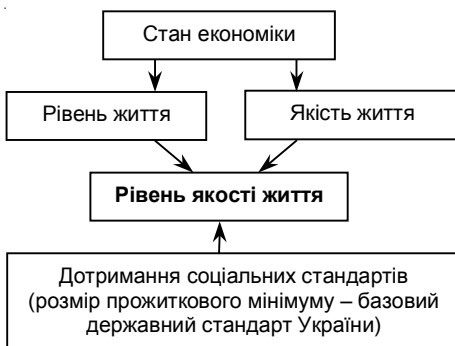 Стан економіки
Рівень життя
Якість життя
Рівень якості життя
Дотримання соціальних стандартів
(розмір прожиткового мінімуму – базовий
державний стандарт України)